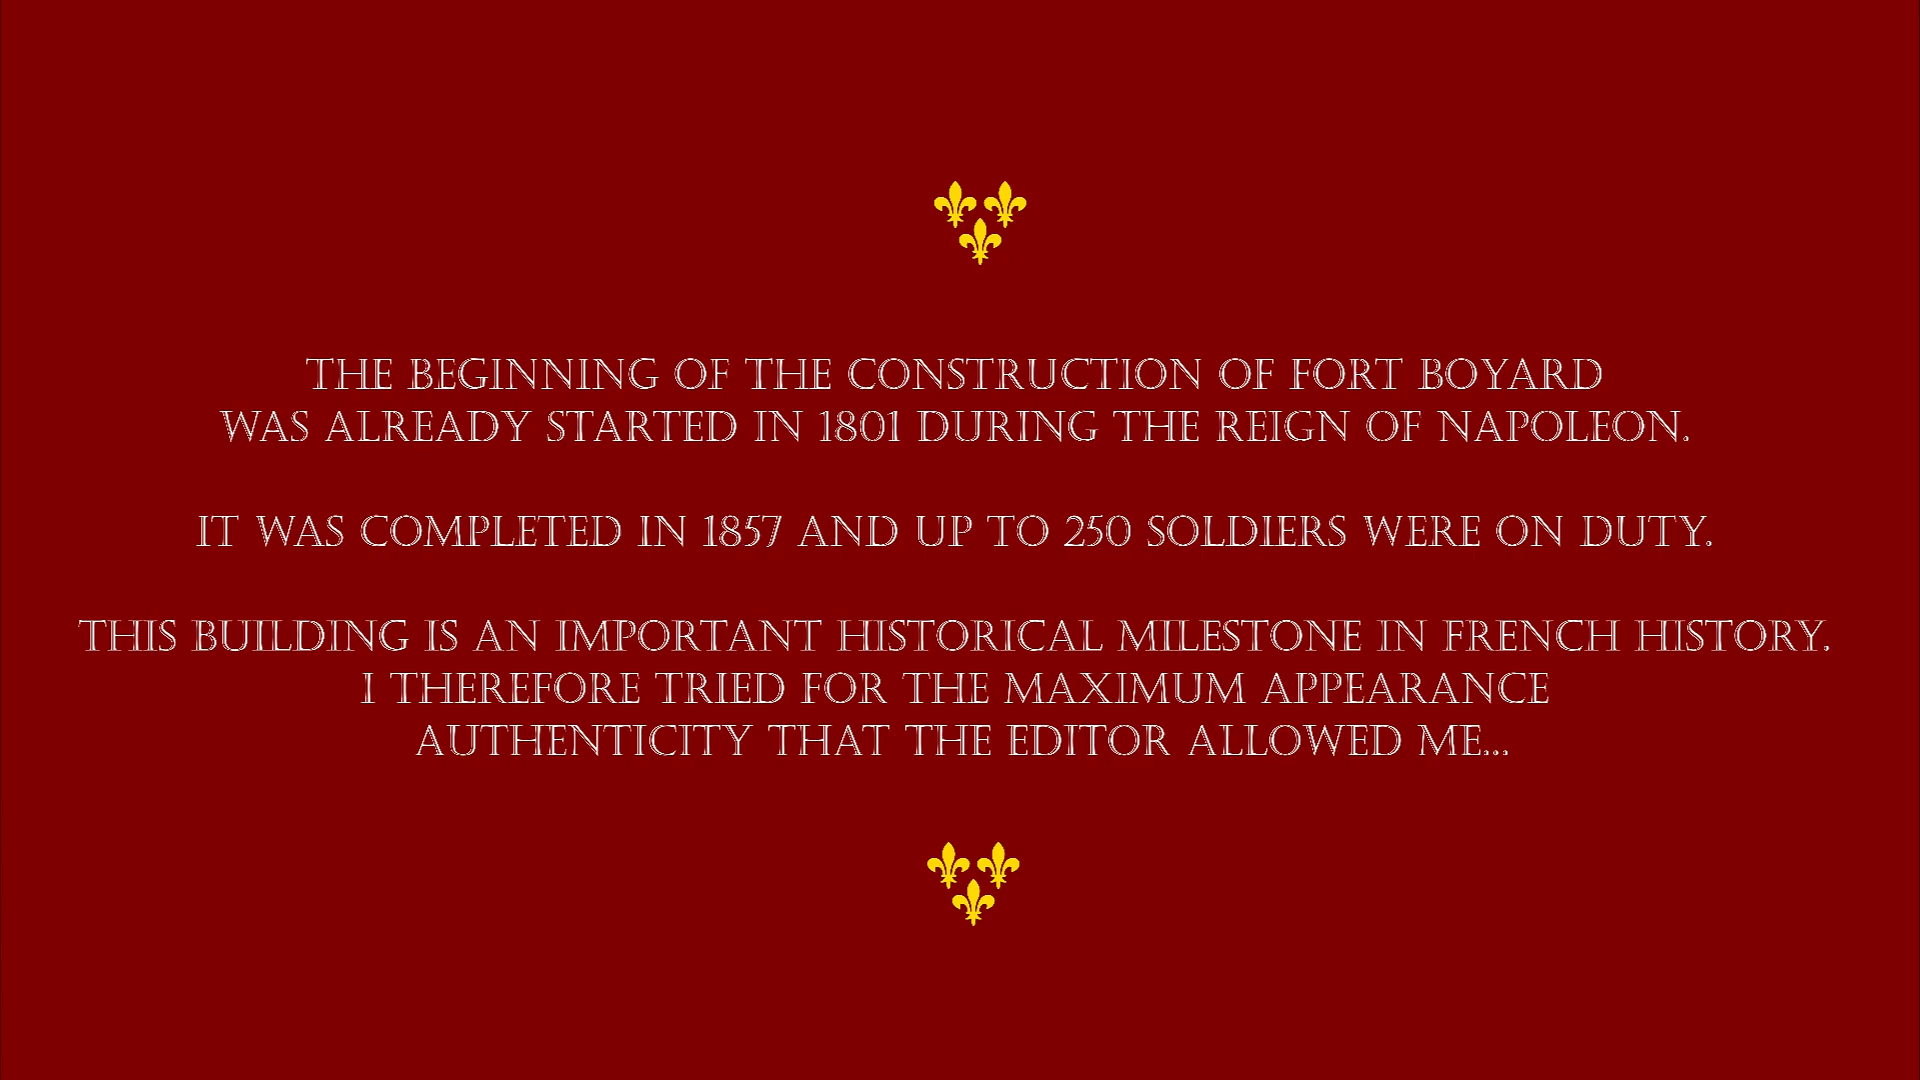 THE BEGINNING OF THE CONSTRUCTION OF FORT BOYARD
WAS ALREADY STARTED IN 1801 DURING THE REIGN OF NAPOLEON.
IT WAS COMPLETED IN 1857 AND UP TO 250 SOLDIERS WERE ON DUTY.
THIS BUILDING IS AN IMPORTANT HISTORICAL MILESTONE IN FRENCH HISTORY.
I THEREFORE TRIED FOR THE MAXIMUM APPEARANCE
AUTHENTICITY THAT THE EDITOR ALLOWED ME...